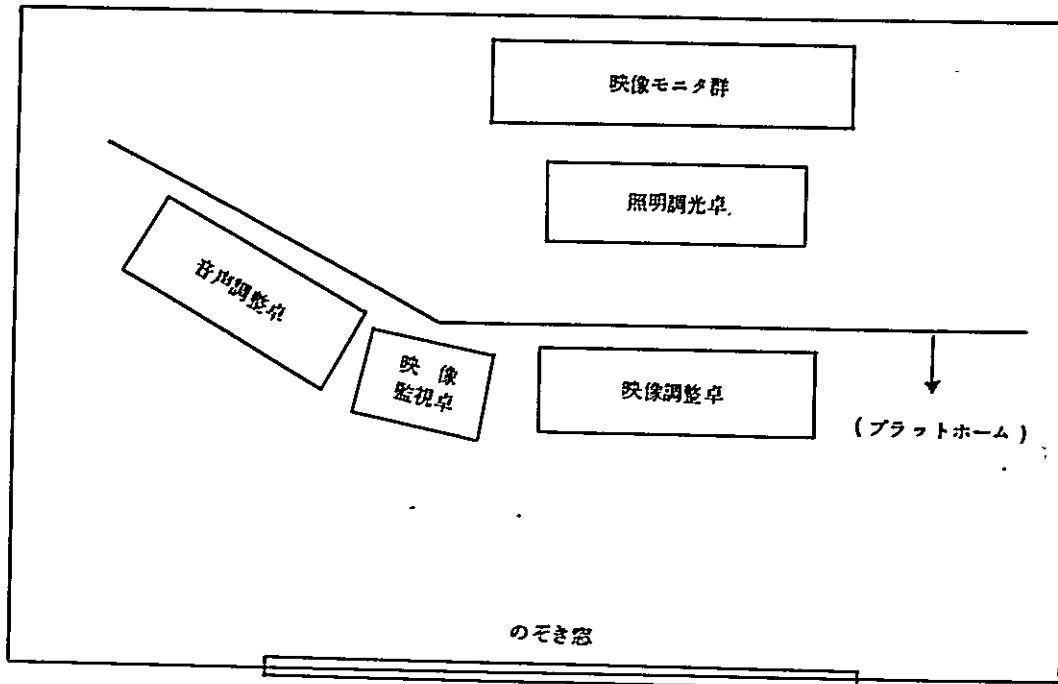 映像モニタ群
照明調光卓
音声調整卓
映像
監視卓
映像調整卓
(プラットホーム)
のぞき窓